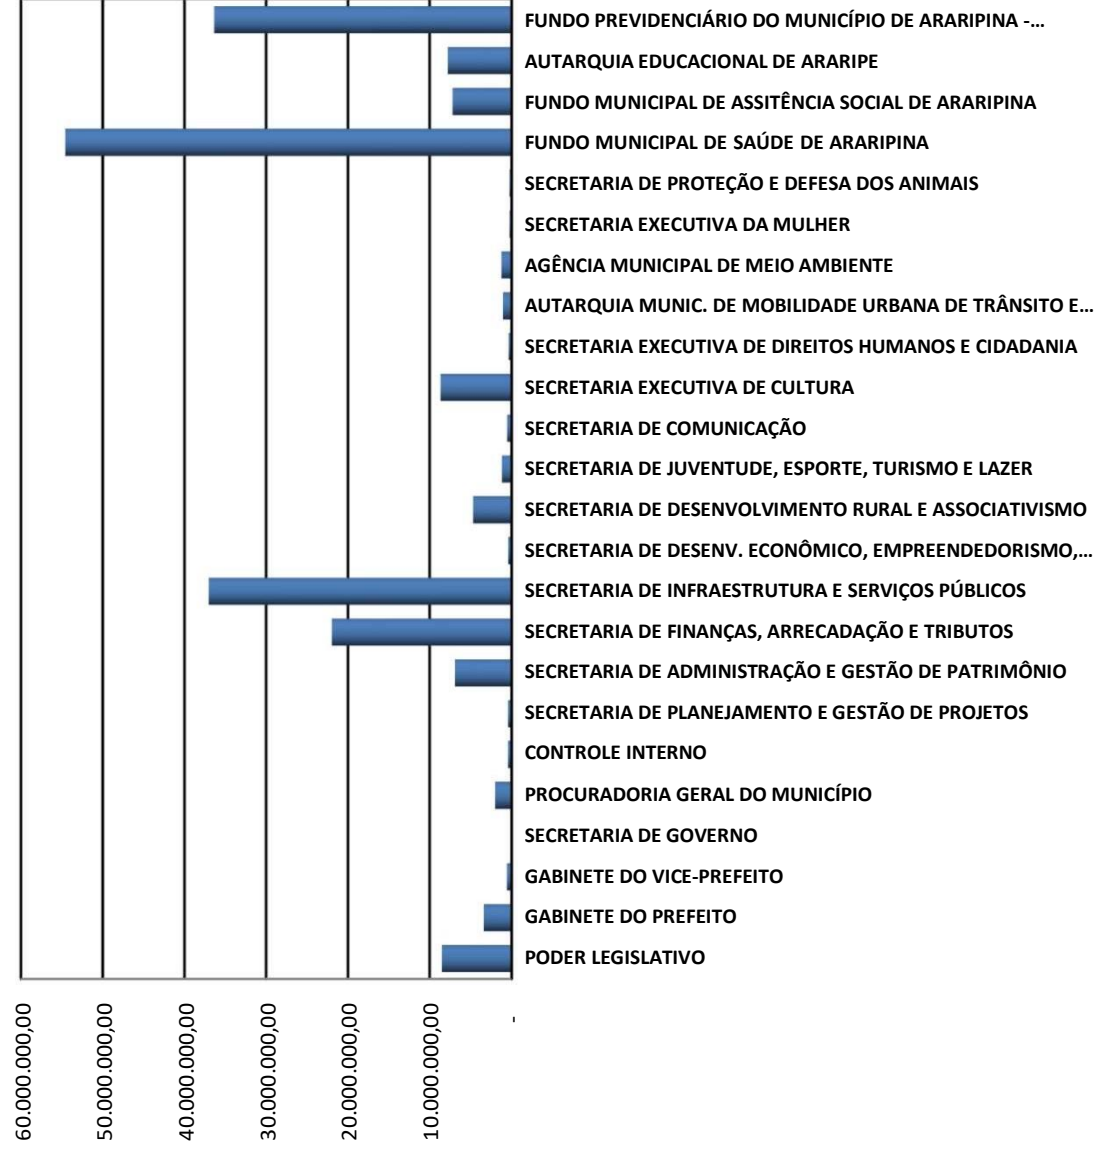 FUNDO PREVIDENCIÁRIO DO MUNICÍPIO DE ARARIPINA -...
AUTARQUIA EDUCACIONAL DE ARARIPE
FUNDO MUNICIPAL DE ASSITÊNCIA SOCIAL DE ARARIPINA
FUNDO MUNICIPAL DE SAÚDE DE ARARIPINA
SECRETARIA DE PROTEÇÃO E DEFESA DOS ANIMAIS
SECRETARIA EXECUTIVA DA MULHER
AGÊNCIA MUNICIPAL DE MEIO AMBIENTE
AUTARQUIA MUNIC. DE MOBILIDADE URBANA DE TRÂNSITO E...
SECRETARIA EXECUTIVA DE DIREITOS HUMANOS E CIDADANIA
SECRETARIA EXECUTIVA DE CULTURA
SECRETARIA DE COMUNICAÇÃO
SECRETARIA DE JUVENTUDE, ESPORTE, TURISMO E LAZER
SECRETARIA DE DESENVOLVIMENTO RURAL E ASSOCIATIVISMO
SECRETARIA DE DESENV. ECONÔMICO, EMPREENDEDORISMO,...
SECRETARIA DE INFRAESTRUTURA E SERVIÇOS PÚBLICOS
SECRETARIA DE FINANÇAS, ARRECADAÇÃO E TRIBUTOS
SECRETARIA DE ADMINISTRAÇÃO E GESTÃO DE PATRIMÔNIO
SECRETARIA DE PLANEJAMENTO E GESTÃO DE PROJETOS
CONTROLE INTERNO
PROCURADORIA GERAL DO MUNICÍPIO
SECRETARIA DE GOVERNO
GABINETE DO VICE-PREFEITO
GABINETE DO PREFEITO
PODER LEGISLATIVO
60.000.000,00
50.000.000,00
40.000.000,00
30.000.000,00
20.000.000,00
10.000.000,00
-